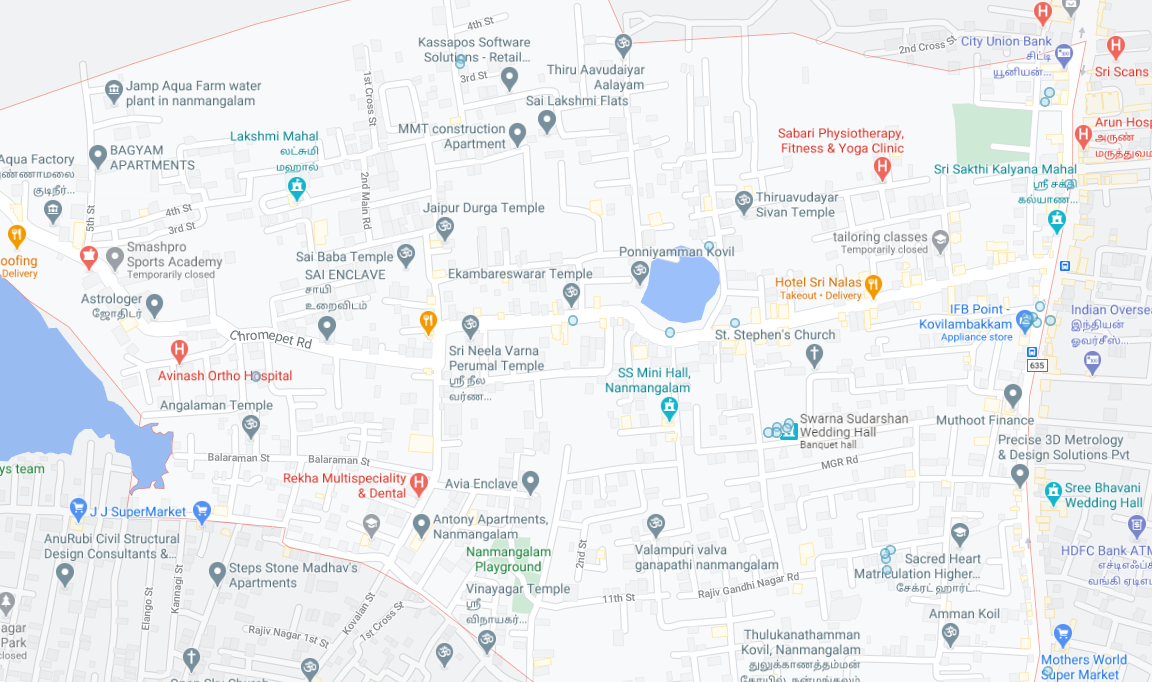 4th St
Kassapos Software
Solutions - Retail...
3rd St
Thiru Aavudaiyar
Aalayam
2nd Cross St
City Union Bank
சிட்டி
யூனியன்...
Sri Scans
Jamp Aqua Farm water
plant in nanmangalam
1st Cross St
Sai Lakshmi Flats
MMT construction
Apartment
Lakshmi Mahal
லட்சுமி
மஹால்
Sabari Physiotherapy,
Fitness & Yoga Clinic
Arun Hosp
அருண்
மருத்துவம
BAGYAM
APARTMENTS
Aqua Factory
ண்ணாமலை
குடிநீர்...
Sri Sakthi Kalyana Mahal
ஸ்ரீ சக்தி
கல்யாண...
2nd Main Rd
5th St
4th St
3rd St
Jaipur Durga Temple
Thiruavudayar
Sivan Temple
tailoring classes
Temporarily closed
Smashpro
Sports Academy
Temporarily closed
oofing
Delivery
Sai Baba Temple
SAI ENCLAVE
சாயி
உறைவிடம்
Ponniyamman Kovil
Ekambareswarar Temple
Hotel Sri Nalas
Takeout • Delivery
Astrologer
ஜோதிடர்
IFB Point -
Kovilambakkam
Appliance store
Indian Oversea
இந்தியன்
ஓவர்சீஸ்...
Chromepet Rd
St. Stephen's Church
Sri Neela Varna
Perumal Temple
ஸ்ரீ நீல
வர்ண...
635
Avinash Ortho Hospital
SS Mini Hall,
Nanmangalam
Angalaman Temple
Swarna Sudarshan
Wedding Hall
Banquet hall
Muthoot Finance
Precise 3D Metrology
& Design Solutions Pvt
Balaraman St
Balaraman St
MGR Rd
ys team
Rekha Multispeciality
& Dental
Avia Enclave
Sree Bhavani
Wedding Hall
J J SuperMarket
Antony Apartments,
Nanmangalam
AnuRubi Civil Structural
Design Consultants &...
Nanmangalam
Playground
2nd St
Valampuri valva
ganapathi nanmangalam
Sacred Heart
Matriculation Higher...
சேக்ரட் ஹார்ட்...
HDFC Bank ATM
எச்டிஎஃப்சி
வங்கி ஏடிஎம
Steps Stone Madhav's
Apartments
Vinayagar Temple
ஸ்ரீ
விநாயகர்...
11th St
Rajiv Gandhi Nagar Rd
Elango St
Kannagi St
Kovalan St
1st Cross St
Amman Koil
agar
Park
closed
Rajiv Nagar 1st St
Thulukanathamman
Kovil, Nanmangalam
துலுக்காணத்தம்மன்
கோயில், நன்மங்கலம்
Mothers World
Super Market
Open Sky Church